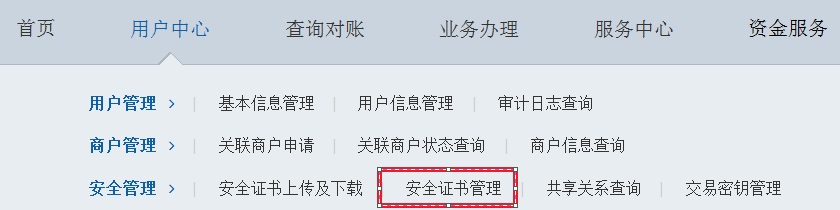 首页 用户中心 查询对账 业务办理 服务中心 资金服务
用户管理 > | 基本信息管理 | 用户信息管理 | 审计日志查询
商户管理 > | 关联商户申请 | 关联商户状态查询 | 商户信息查询
安全管理 > | 安全证书上传及下载 安全证书管理 | 共享关系查询 | 交易密钥管理